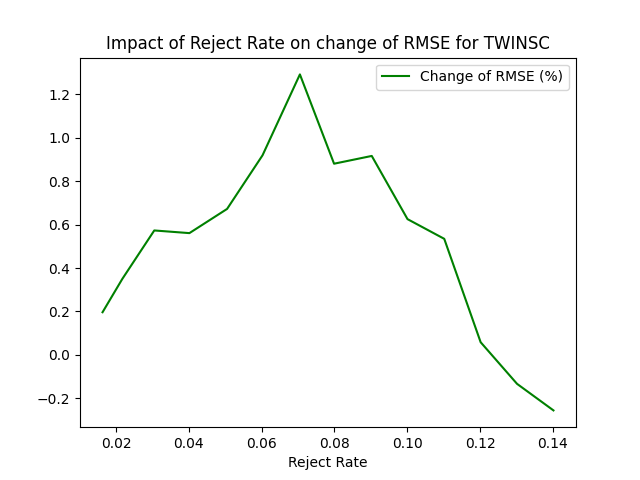 Impact of Reject Rate on change of RMSE for TWINSC
Change of RMSE (%)
1.2
1.0
0.8
0.6
0.4
0.2
0.0
−0.2
0.02 0.04 0.06 0.08 0.10 0.12 0.14
Reject Rate